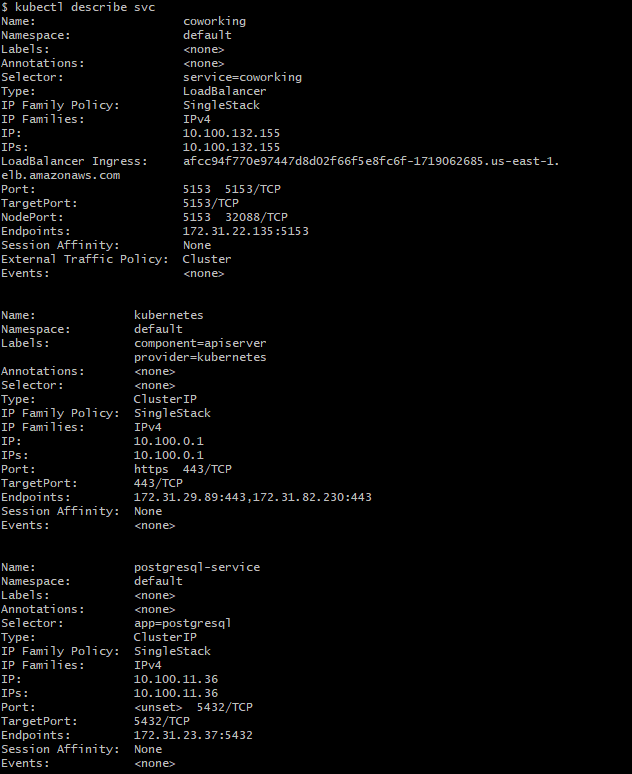 $ kubectl describe svc
Name:                     coworking
Namespace:                default
Labels:                   <none>
Annotations:              <none>
Selector:                 service=coworking
Type:                     LoadBalancer
IP Family Policy:         SingleStack
IP Families:              IPv4
IP:                       10.100.132.155
IPs:                      10.100.132.155
LoadBalancer Ingress:     afcc94f770e97447d8d02f66f5e8fc6f-1719062685.us-east-1.
elb.amazonaws.com
Port:                     5153  5153/TCP
TargetPort:               5153/TCP
NodePort:                 5153  32088/TCP
Endpoints:                172.31.22.135:5153
Session Affinity:         None
External Traffic Policy:  Cluster
Events:                   <none>
Name:              kubernetes
Namespace:         default
Labels:            component=apiserver
                   provider=kubernetes
Annotations:       <none>
Selector:          <none>
Type:              ClusterIP
IP Family Policy:  SingleStack
IP Families:       IPv4
IP:                10.100.0.1
IPs:               10.100.0.1
Port:              https  443/TCP
TargetPort:        443/TCP
Endpoints:         172.31.29.89:443,172.31.82.230:443
Session Affinity:  None
Events:            <none>
Name:              postgresql-service
Namespace:         default
Labels:            <none>
Annotations:       <none>
Selector:          app=postgresql
Type:              ClusterIP
IP Family Policy:  SingleStack
IP Families:       IPv4
IP:                10.100.11.36
IPs:               10.100.11.36
Port:              <unset>  5432/TCP
TargetPort:        5432/TCP
Endpoints:         172.31.23.37:5432
Session Affinity:  None
Events:            <none>